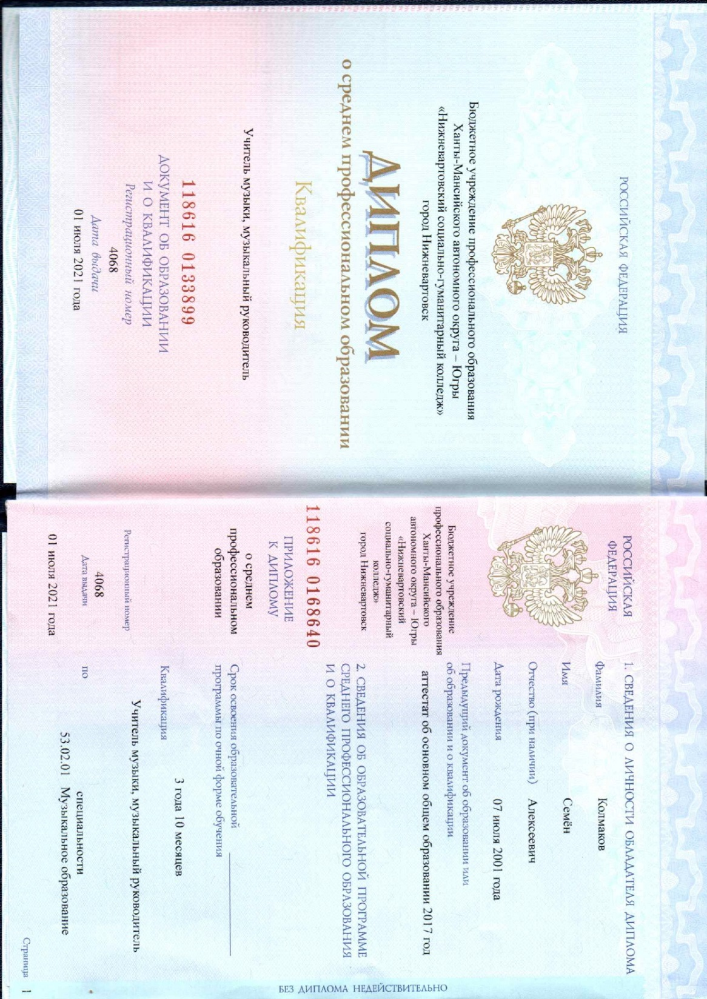 РОССИЙСКАЯ ФЕДЕРАЦИЯ
Бюджетное учреждение профессионального образования
Ханты-Мансийского автономного округа – Югры
«Нижневартовский социально-гуманитарный колледж»
город Нижневартовск
ДИПЛОМ
о среднем профессиональном образовании
Квалификация
Учитель музыки, музыкальный руководитель
118616 0133899
ДОКУМЕНТ ОБ ОБРАЗОВАНИИ
И О КВАЛИФИКАЦИИ
Регистрационный номер
4068
Дата выдачи
01 июля 2021 года
РОССИЙСКАЯ
ФЕДЕРАЦИЯ
Бюджетное учреждение
профессионального образования
Ханты-Мансийского
автономного округа – Югры
«Нижневартовский
социально-гуманитарный
колледж»
город Нижневартовск
118616 0168640
ПРИЛОЖЕНИЕ
К ДИПЛОМУ
о среднем
профессиональном
образовании
Регистрационный номер
4068
Дата выдачи
01 июля 2021 года
1. СВЕДЕНИЯ О ЛИЧНОСТИ ОБЛАДАТЕЛЯ ДИПЛОМА
Фамилия Колмаков
Имя Семён
Отчество (при наличии) Алексеевич
Дата рождения 07 июля 2001 года
Предыдущий документ об образовании или
об образовании и о квалификации
аттестат об основном общем образовании 2017 год
2. СВЕДЕНИЯ ОБ ОБРАЗОВАТЕЛЬНОЙ ПРОГРАММЕ
СРЕДНЕГО ПРОФЕССИОНАЛЬНОГО ОБРАЗОВАНИЯ
И О КВАЛИФИКАЦИИ
Срок освоения образовательной
программы по очной форме обучения
3 года 10 месяцев
Квалификация
Учитель музыки, музыкальный руководитель
по специальности
53.02.01 Музыкальное образование
Страница 1
БЕЗ ДИПЛОМА НЕДЕЙСТВИТЕЛЬНО